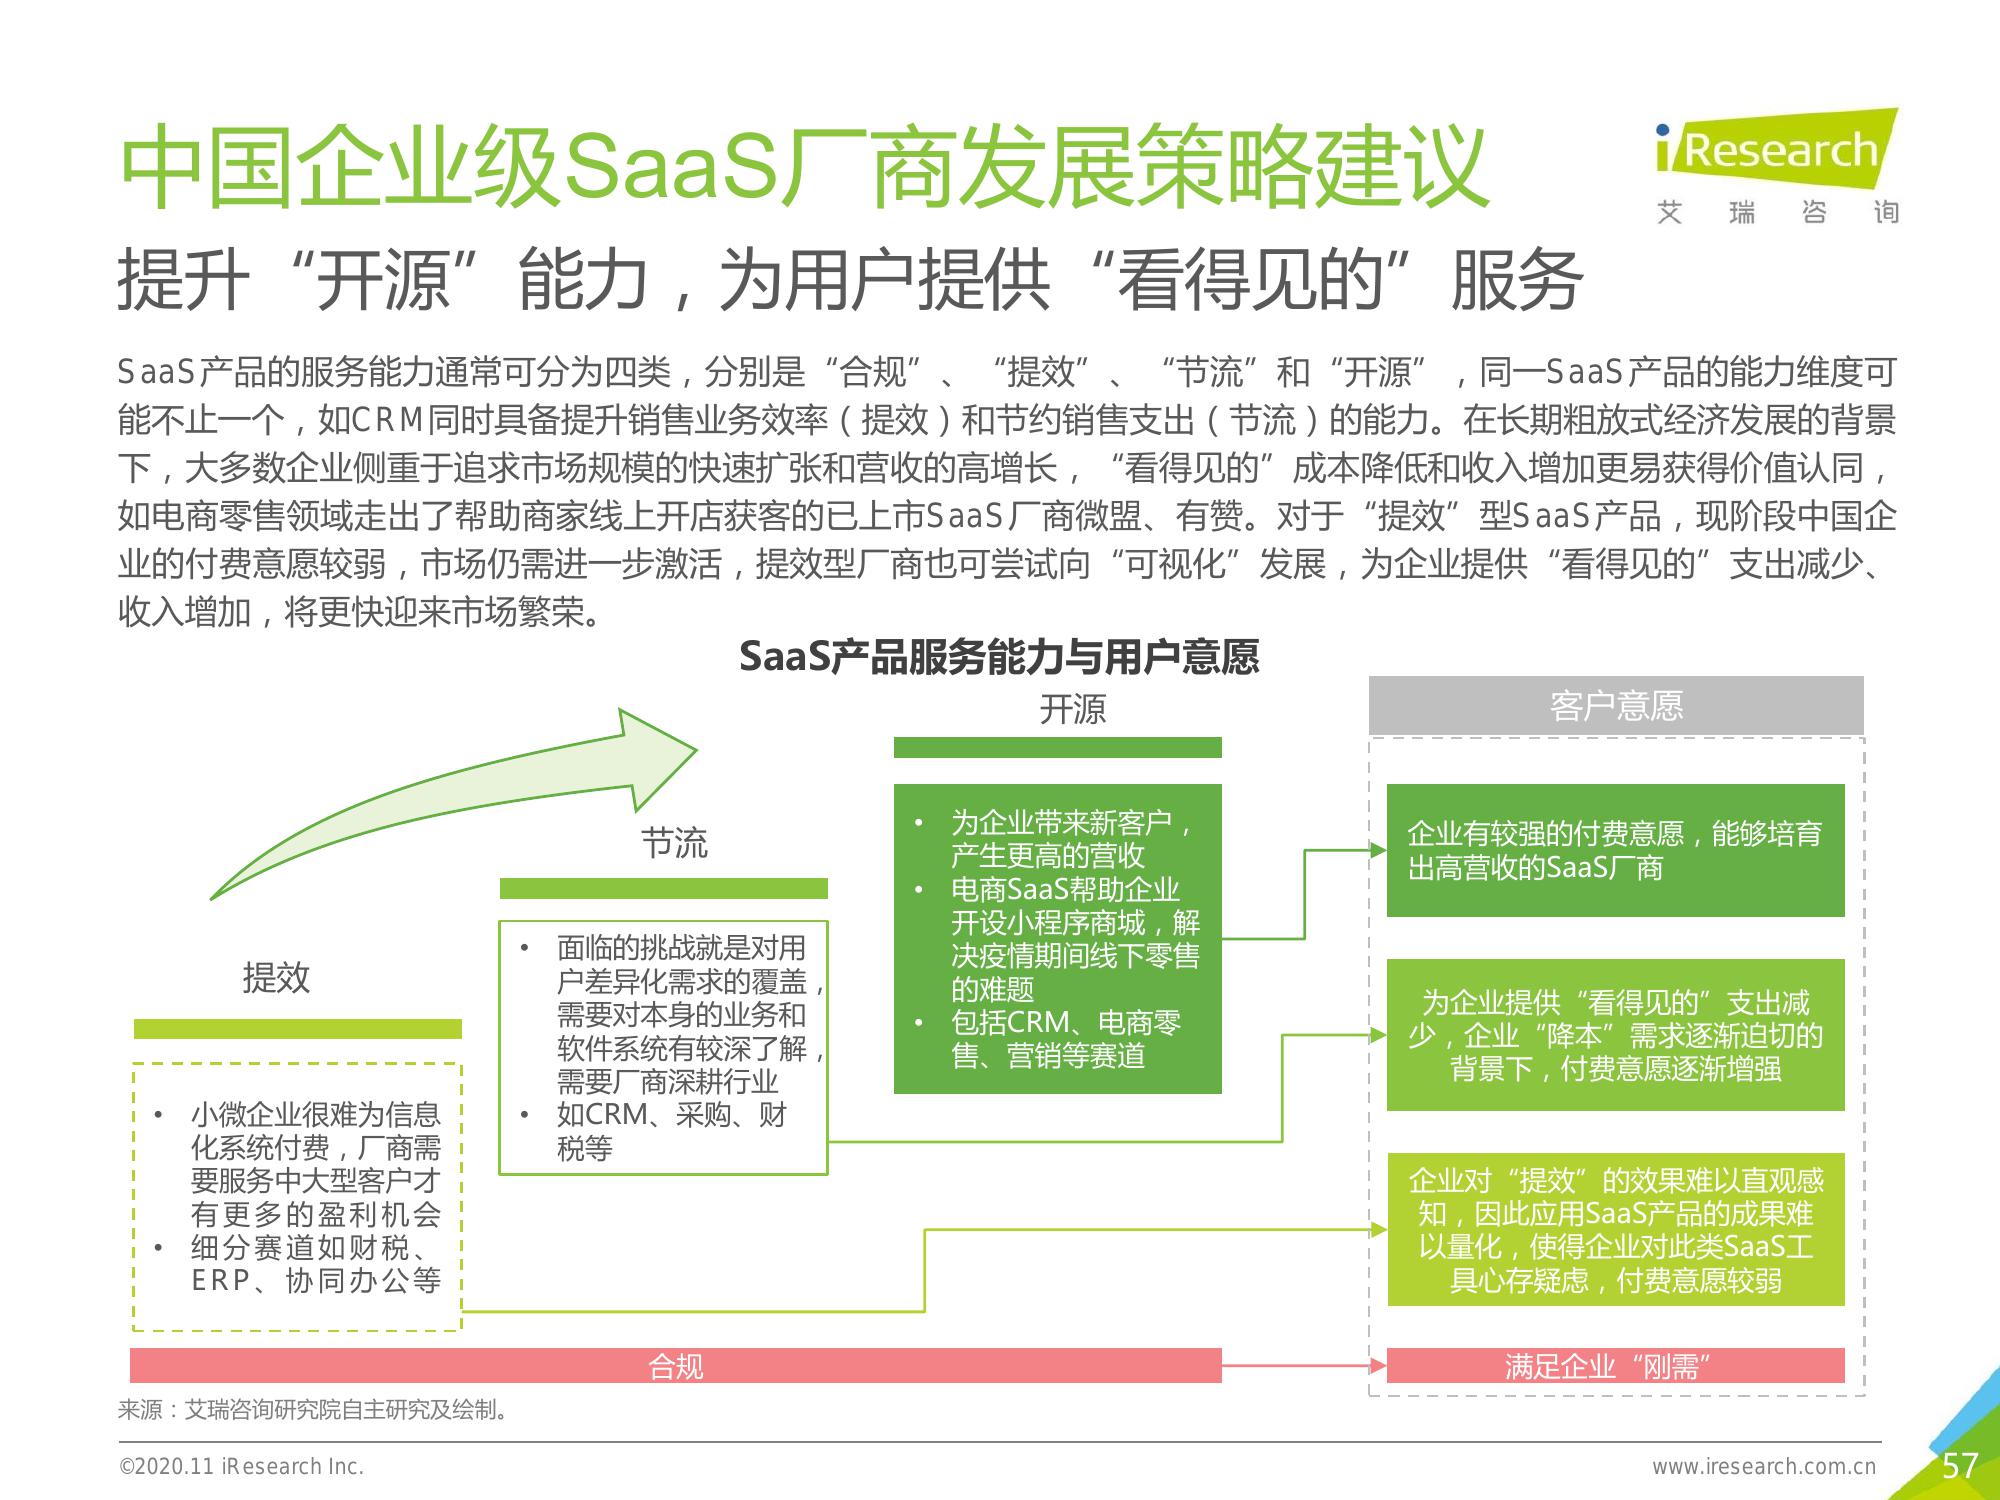 中国企业级SaaS厂商发展策略建议
iResearch
艾瑞咨询
提升“开源”能力，为用户提供“看得见的”服务
SaaS产品的服务能力通常可分为四类，分别是“合规”、“提效”、“节流”和“开源”，同一SaaS产品的能力维度可
能不止一个，如CRM同时具备提升销售业务效率（提效）和节约销售支出（节流）的能力。在长期粗放式经济发展的背景
下，大多数企业侧重于追求市场规模的快速扩张和营收的高增长，“看得见的”成本降低和收入增加更易获得价值认同，
如电商零售领域走出了帮助商家线上开店获客的已上市SaaS厂商微盟、有赞。对于“提效”型SaaS产品，现阶段中国企
业的付费意愿较弱，市场仍需进一步激活，提效型厂商也可尝试向“可视化”发展，为企业提供“看得见的”支出减少、
收入增加，将更快迎来市场繁荣。
SaaS产品服务能力与用户意愿
提效
• 小微企业很难为信息
化系统付费，厂商需
要服务中大型客户才
有更多的盈利机会
• 细分赛道如财税、
ERP、协同办公等
节流
• 面临的挑战就是对用
户差异化需求的覆盖，
需要对本身的业务和
软件系统有较深了解，
需要厂商深耕行业
• 如CRM、采购、财
税等
开源
• 为企业带来新客户，
产生更高的营收
• 电商SaaS帮助企业
开设小程序商城，解
决疫情期间线下零售
的难题
• 包括CRM、电商零
售、营销等赛道
客户意愿
企业有较强的付费意愿，能够培育
出高营收的SaaS厂商
为企业提供“看得见的”支出减
少，企业“降本”需求逐渐迫切的
背景下，付费意愿逐渐增强
企业对“提效”的效果难以直观感
知，因此应用SaaS产品的成果难
以量化，使得企业对此类SaaS工
具心存疑虑，付费意愿较弱
合规
满足企业“刚需”
来源：艾瑞咨询研究院自主研究及绘制。
©2020.11 iResearch Inc.
www.iresearch.com.cn
57